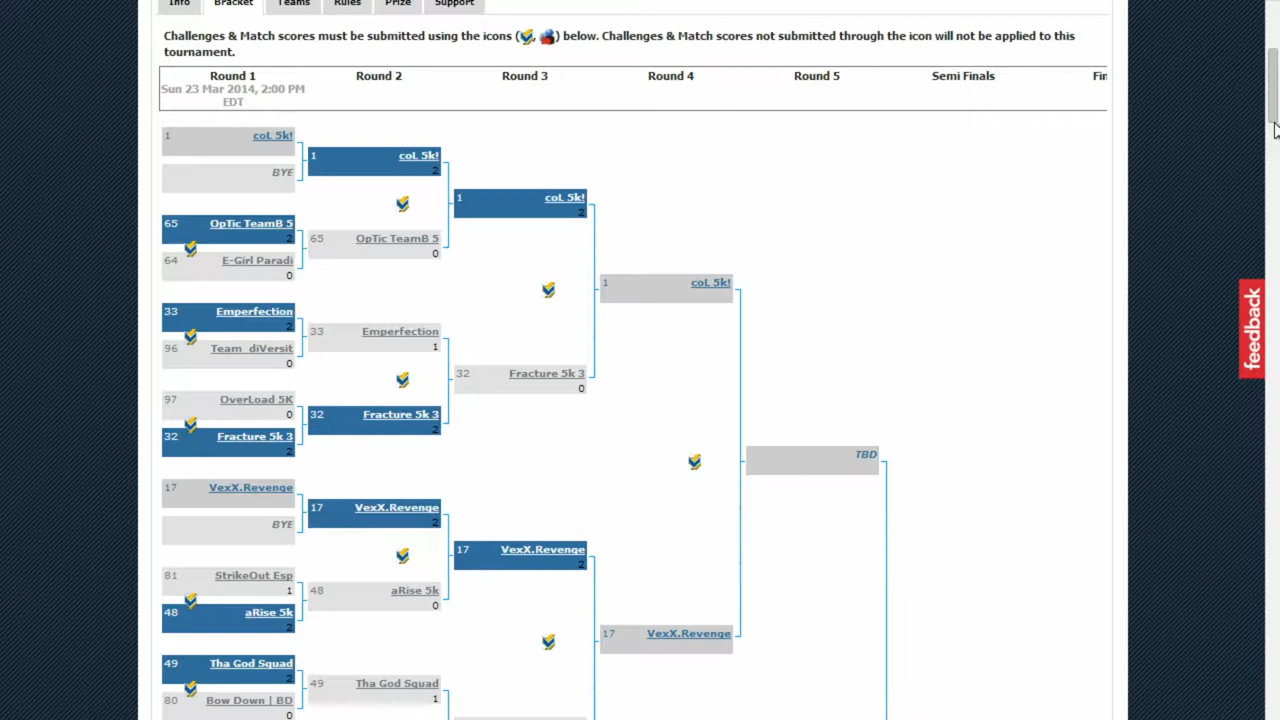 Info Bracket Teams Rules Prize Support
Challenges & Match scores must be submitted using the icons ( ) below. Challenges & Match scores not submitted through the icon will not be applied to this
tournament.
Round 1 Round 2 Round 3 Round 4 Round 5 Semi Finals Fin
Sun 23 Mar 2014, 2:00 PM
EDT
1 coL 5k!
BYE
1 coL 5k!
2
65 OpTic TeamB 5
2
64 E-Girl Paradi
0
65 OpTic TeamB 5
0
1 coL 5k!
2
33 Emperfection
2
96 Team_diVersit
0
33 Emperfection
1
97 OverLoad 5K
0
32 Fracture 5k 3
2
32 Fracture 5k 3
2
32 Fracture 5k 3
0
1 coL 5k!
TBD
17 VexX.Revenge
BYE
17 VexX.Revenge
2
81 StrikeOut Esp
1
48 aRise 5k
2
48 aRise 5k
0
17 VexX.Revenge
2
17 VexX.Revenge
49 Tha God Squad
2
80 Bow Down | BD
0
49 Tha God Squad
1
feedback